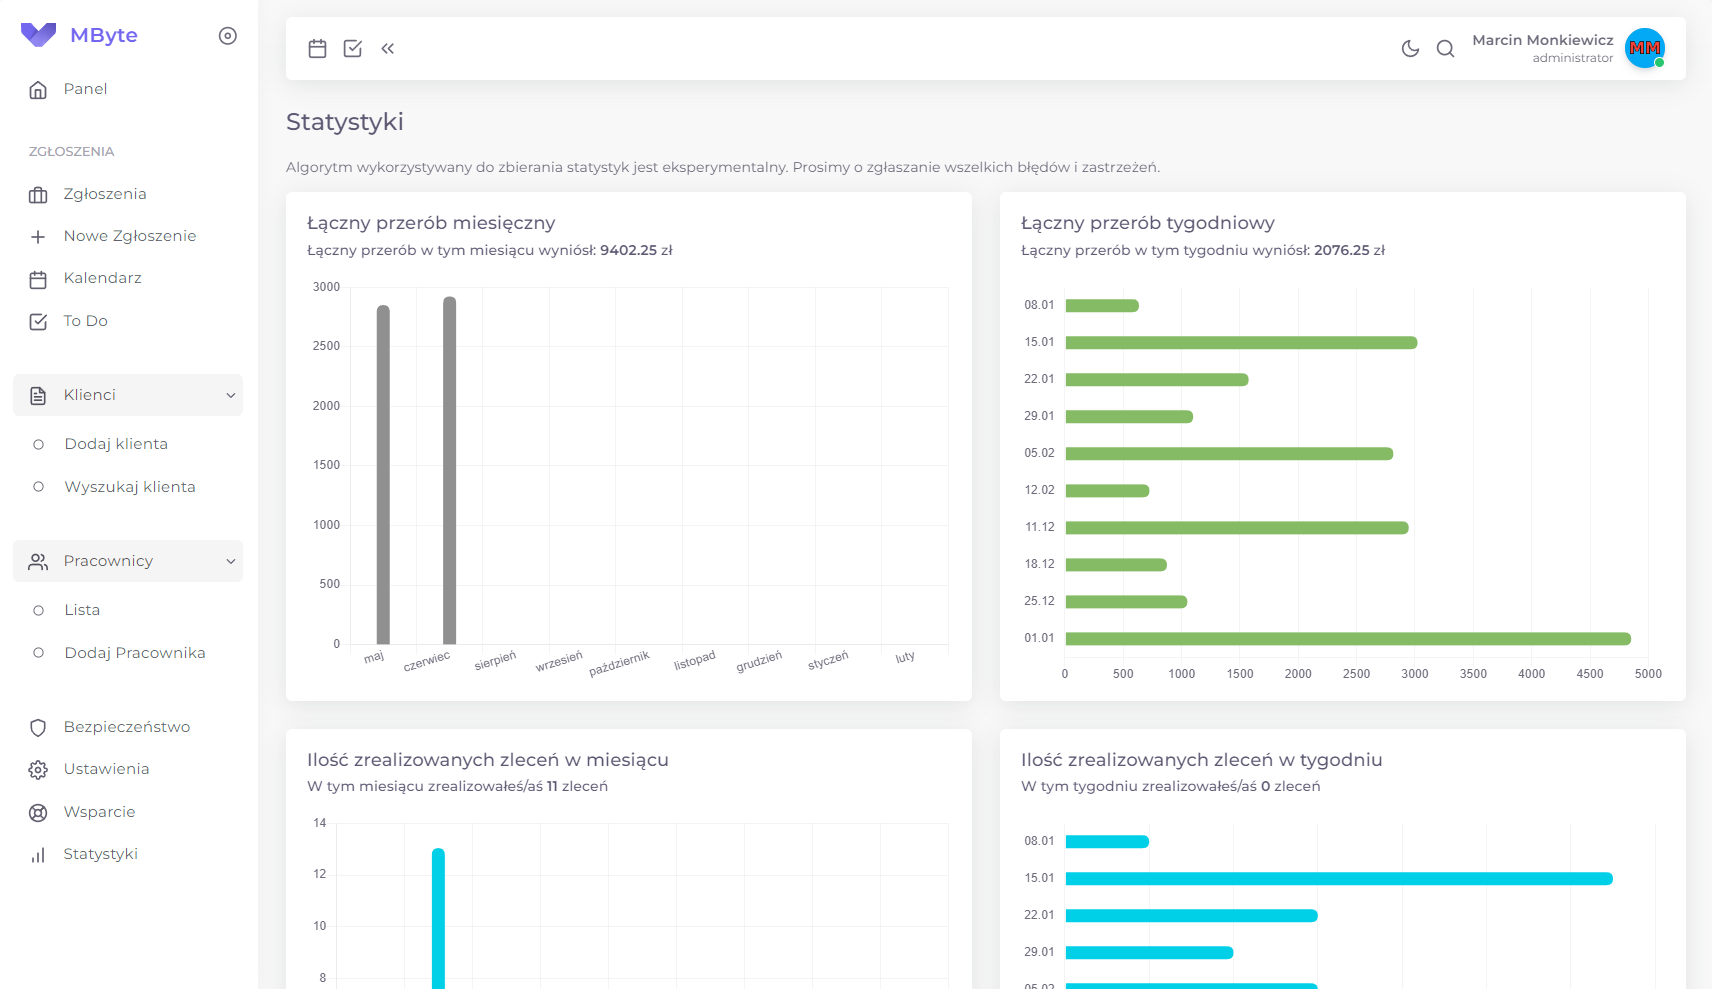 MByte
Panel
ZGŁOSZENIA
Zgłoszenia
Nowe Zgłoszenie
Kalendarz
To Do
Klienci
Dodaj klienta
Wyszukaj klienta
Pracownicy
Lista
Dodaj Pracownika
Bezpieczeństwo
Ustawienia
Wsparcie
Statystyki
Marcin Monkiewicz
administrator
MM
Statystyki
Algorytm wykorzystywany do zbierania statystyk jest eksperymentalny. Prosimy o zgłaszanie wszelkich błędów i zastrzeżeń.
Łączny przerób miesięczny
Łączny przerób w tym miesiącu wyniósł: 9402.25 zł
3000
2500
2000
1500
1000
500
0
maj czerwiec sierpień wrzesień październik listopad grudzień styczeń luty
Łączny przerób tygodniowy
Łączny przerób w tym tygodniu wyniósł: 2076.25 zł
08.01
15.01
22.01
29.01
05.02
12.02
11.12
18.12
25.12
01.01
0 500 1000 1500 2000 2500 3000 3500 4000 4500 5000
Ilość zrealizowanych zleceń w miesiącu
W tym miesiącu zrealizowałeś/aś 11 zleceń
14
12
10
8
Ilość zrealizowanych zleceń w tygodniu
W tym tygodniu zrealizowałeś/aś 0 zleceń
08.01
15.01
22.01
29.01
05.02